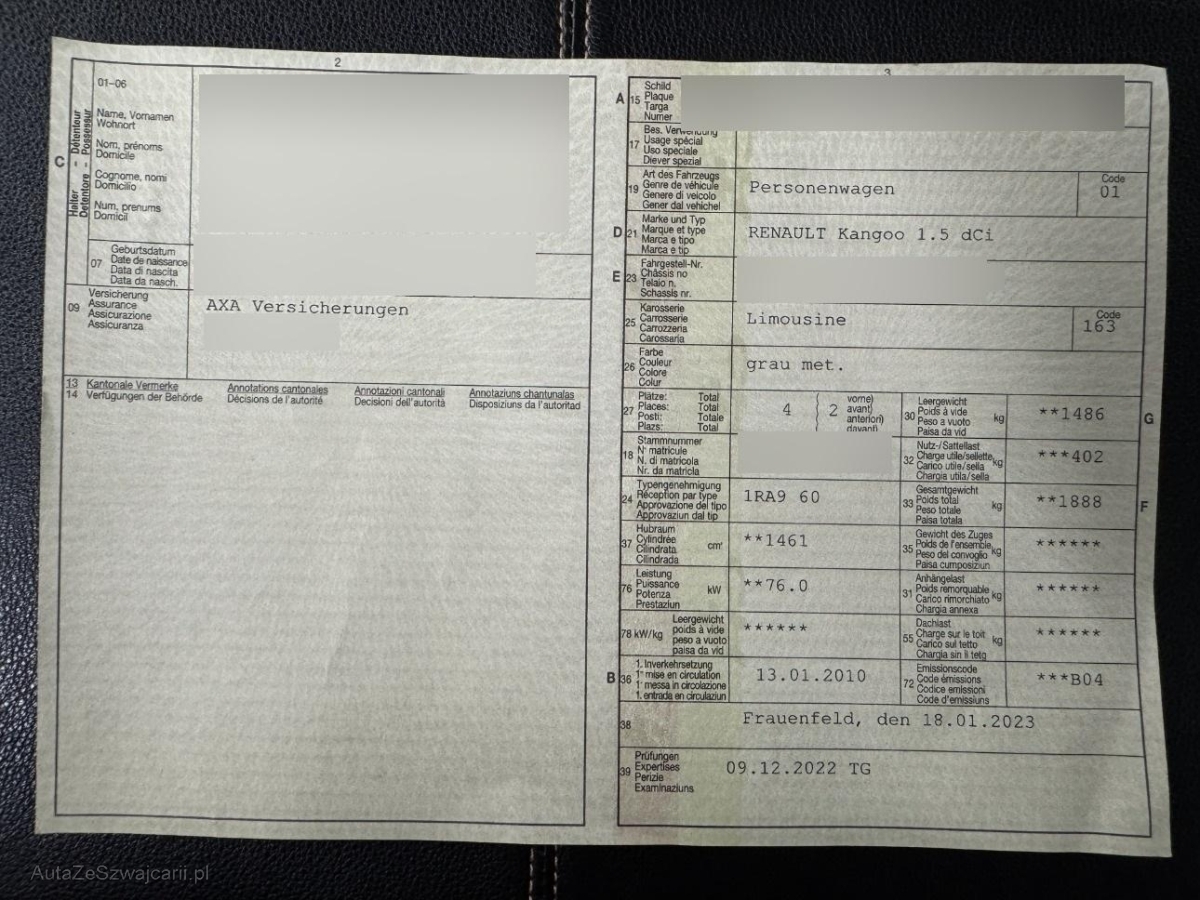 2
01–06
Halter - Détenteur
Detentore - Possessur
C
Name, Vornamen
Wohnort
Nom, prénoms
Domicile
Cognome, nomi
Domicilio
Num, prenums
Domicil
07
Geburtsdatum
Date de naissance
Data di nascita
Data da nasch.
09
Versicherung
Assurance
Assicurazione
Assicuranza
AXA Versicherungen
13 Kantonale Vermerke Annotations cantonales Annotazioni cantonali Annotaziuns chantunalas
14 Verfügungen der Behörde Décisions de l'autorité Decisioni dell'autorità Disposiziuns da l'autoritad
3
A 15
Schild
Plaque
Targa
Numer
17
Bes. Verwendung
Usage spécial
Uso speciale
Diever spezial
19
Art des Fahrzeugs
Genre de véhicule
Genere di veicolo
Gener dal vehichel
Personenwagen
Code
01
D 21
Marke und Typ
Marque et type
Marca e tipo
Marca e tip
RENAULT Kangoo 1.5 dCi
E 23
Fahrgestell-Nr.
Châssis no
Telaio n.
Schassis nr.
25
Karosserie
Carrosserie
Carrozzeria
Carossaria
Limousine
Code
163
26
Farbe
Couleur
Colore
Colur
grau met.
27
Plätze: Total
Places: Total
Posti: Totale
Plazs: Total
4
2
vorne)
avant)
anteriori)
davant)
30
Leergewicht
Poids à vide
Peso a vuoto
Paisa da vid
kg
**1486
G
18
Stammnummer
N° matricule
N. di matricola
Nr. da matricla
32
Nutz-/Sattellast
Charge utile/sellette
Carico utile/sella
Chargia utila/sella
kg
***402
24
Typengenehmigung
Réception par type
Approvazione del tipo
Approvaziun dal tip
1RA9 60
33
Gesamtgewicht
Poids total
Peso totale
Paisa totala
kg
**1888
F
37
Hubraum
Cylindrée
Cilindrata
Cilindrada
cm³
**1461
35
Gewicht des Zuges
Poids de l'ensemble
Peso del convoglio
Paisa cumposiziun
kg
******
76
Leistung
Puissance
Potenza
Prestaziun
kW
**76.0
31
Anhängelast
Poids remorquable
Carico rimorchiato
Chargia annexa
kg
******
78 kW/kg
Leergewicht
poids à vide
peso a vuoto
paisa da vid
******
55
Dachlast
Charge sur le toit
Carico sul tetto
Chargia sin il tetg
kg
******
B 36
1. Inverkehrsetzung
1re mise en circulation
1a messa in circolazione
1. entrada en circulaziun
13.01.2010
72
Emissionscode
Code émissions
Codice emissioni
Code d'emissiuns
***B04
38
Frauenfeld, den 18.01.2023
39
Prüfungen
Expertises
Perizie
Examinaziuns
09.12.2022 TG
AutaZeSzwajcarii.pl